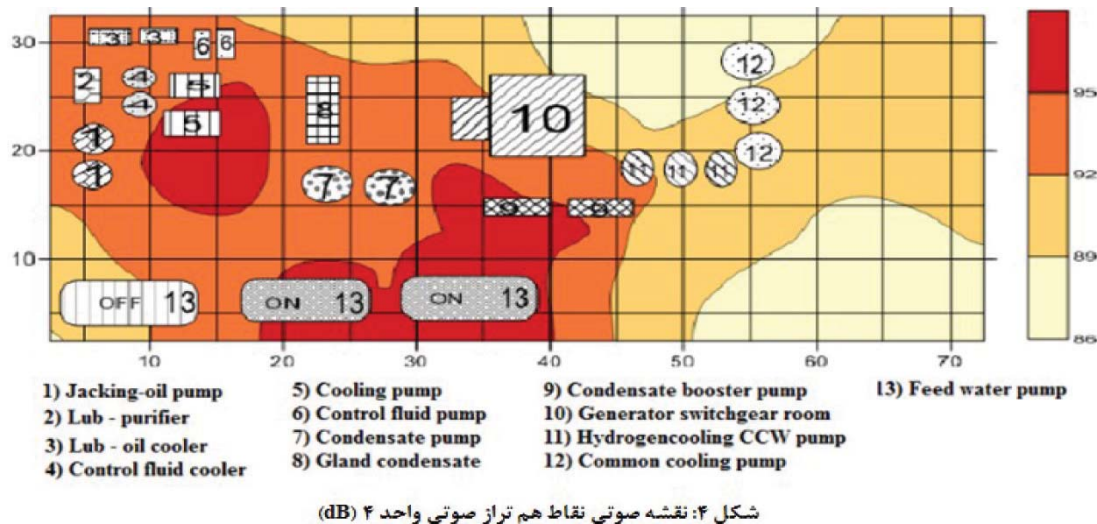 30
20
10
3
3
6
6
2
4
4
5
5
8
1
1
7
7
10
9
9
11
11
11
12
12
12
OFF 13
ON 13
ON 13
95
92
89
86
10 20 30 40 50 60 70
1) Jacking-oil pump
2) Lub - purifier
3) Lub - oil cooler
4) Control fluid cooler
5) Cooling pump
6) Control fluid pump
7) Condensate pump
8) Gland condensate
9) Condensate booster pump
10) Generator switchgear room
11) Hydrogencooling CCW pump
12) Common cooling pump
13) Feed water pump
شکل ۴: نقشه صوتی نقاط هم تراز صوتی واحد ۴ (dB)